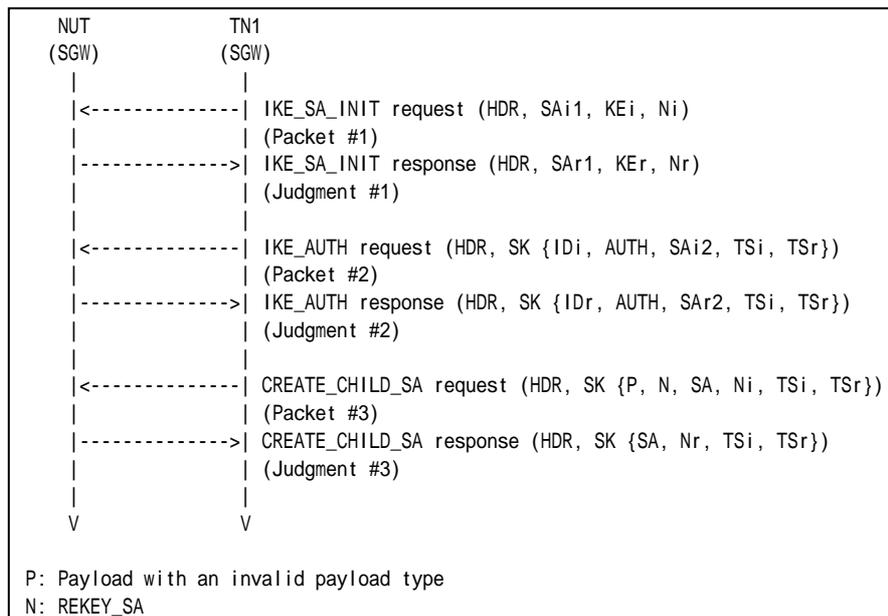 NUT TN1
(SGW) (SGW)
| |
|<--------------| IKE_SA_INIT request (HDR, SAi1, KEi, Ni)
| | (Packet #1)
|-------------->| IKE_SA_INIT response (HDR, SAr1, KEr, Nr)
| | (Judgment #1)
| |
|<--------------| IKE_AUTH request (HDR, SK {IDi, AUTH, SAi2, TSi, TSr})
| | (Packet #2)
|-------------->| IKE_AUTH response (HDR, SK {IDr, AUTH, SAr2, TSi, TSr})
| | (Judgment #2)
| |
|<--------------| CREATE_CHILD_SA request (HDR, SK {P, N, SA, Ni, TSi, TSr})
| | (Packet #3)
|-------------->| CREATE_CHILD_SA response (HDR, SK {SA, Nr, TSi, TSr})
| | (Judgment #3)
| |
V V
P: Payload with an invalid payload type
N: REKEY_SA